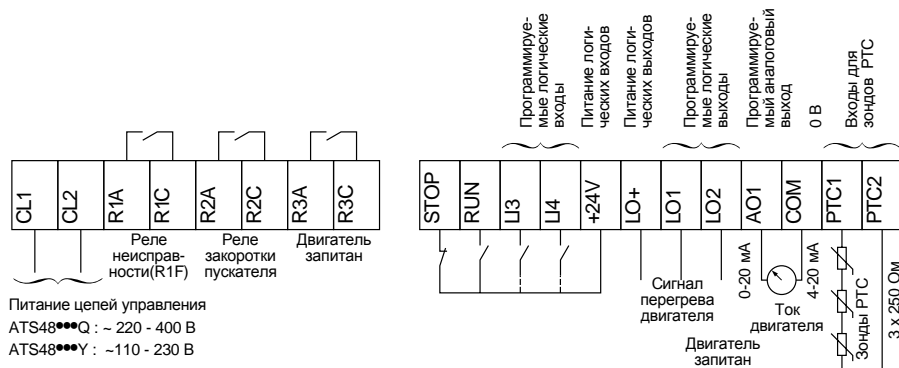 Программируе-
мые логические
входы
Питание логи-
ческих входов
Питание логи-
ческих выходов
Программируе-
мые логические
выходы
Программируе-
мый аналоговый
выход
0 В
Входы для
зондов PTC
CL1
CL2
R1A
R1C
R2A
R2C
R3A
R3C
STOP
RUN
LI3
LI4
+24V
LO+
LO1
LO2
AO1
COM
PTC1
PTC2
Реле
неисправ-
ности(R1F)
Реле
закоротки
пускателя
Двигатель
запитан
Питание цепей управления
ATS48●●●Q : ~ 220 - 400 В
ATS48●●●Y : ~110 - 230 В
Сигнал
перегрева
двигателя
Двигатель
запитан
0-20 мА
4-20 мА
Ток
двигателя
Зонды PTC
3 x 250 Ом